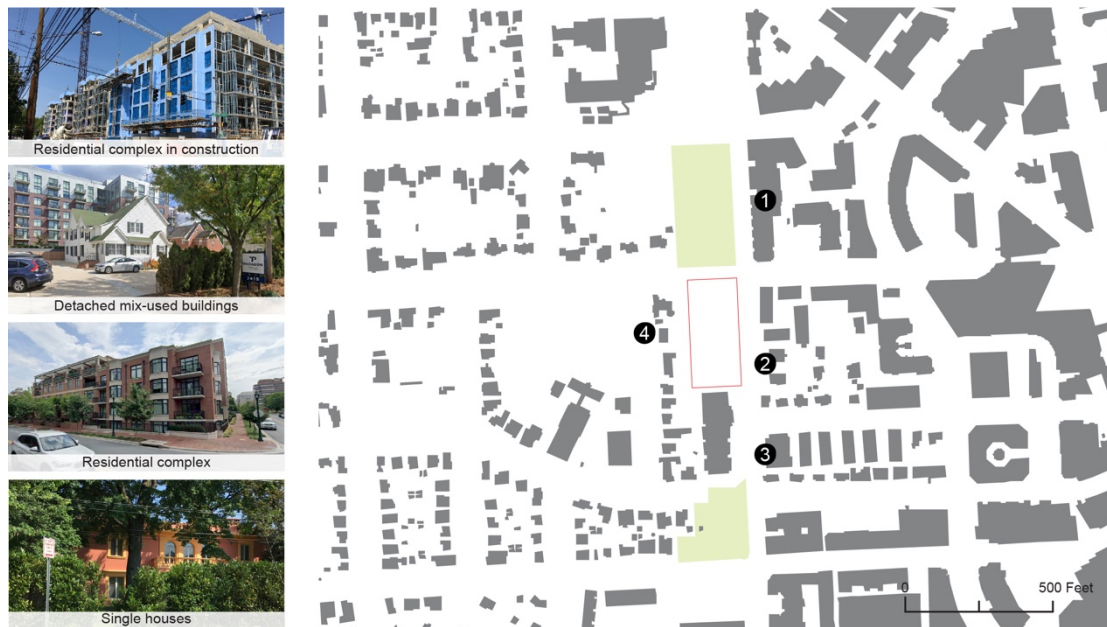 Residential complex in construction
Detached mix-used buildings
Residential complex
Single houses
1
2
3
4
0
500 Feet